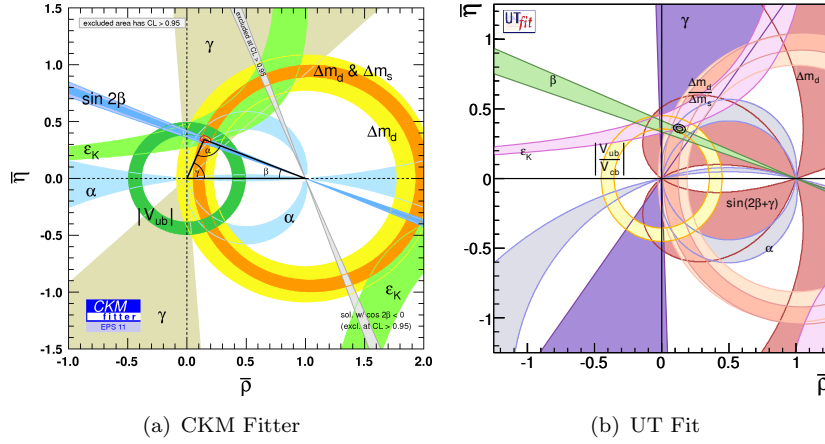 excluded area has CL > 0.95
excluded at CL > 0.95
γ
Δm_d & Δm_s
sin 2β
Δm_d
ε_K
α
α
γ
β
α
|V_ub|
ε_K
γ
sol. w/ cos 2β < 0
(excl. at CL > 0.95)
CKM
fitter
EPS 11
η̄
1.5
1.0
0.5
0.0
-0.5
-1.0
-1.5
-1.0 -0.5 0.0 0.5 1.0 1.5 2.0
ρ̄
(a) CKM Fitter
UTfit
η̄
γ
β
Δm_d
Δm_s
Δm_d
ε_K
|V_ub|
|V_cb|
sin(2β+γ)
α
1
0.5
0
-0.5
-1
-1 -0.5 0 0.5 1
ρ̄
(b) UT Fit